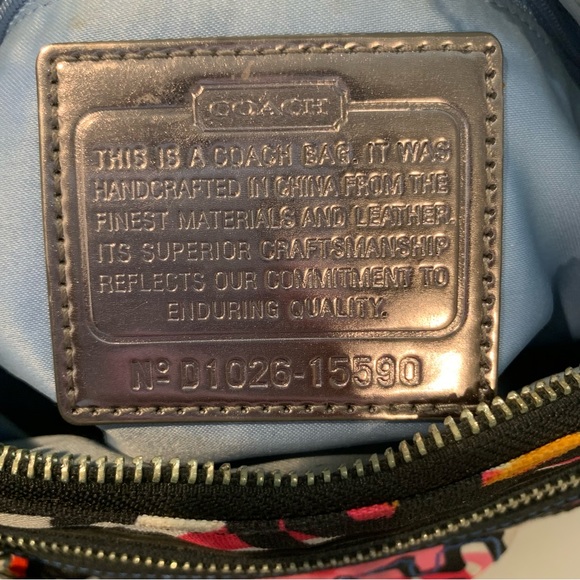 COACH
THIS IS A COACH BAG. IT WAS
HANDCRAFTED IN CHINA FROM THE
FINEST MATERIALS AND LEATHER.
ITS SUPERIOR CRAFTSMANSHIP
REFLECTS OUR COMMITMENT TO
ENDURING QUALITY.
Nº D1026-15590